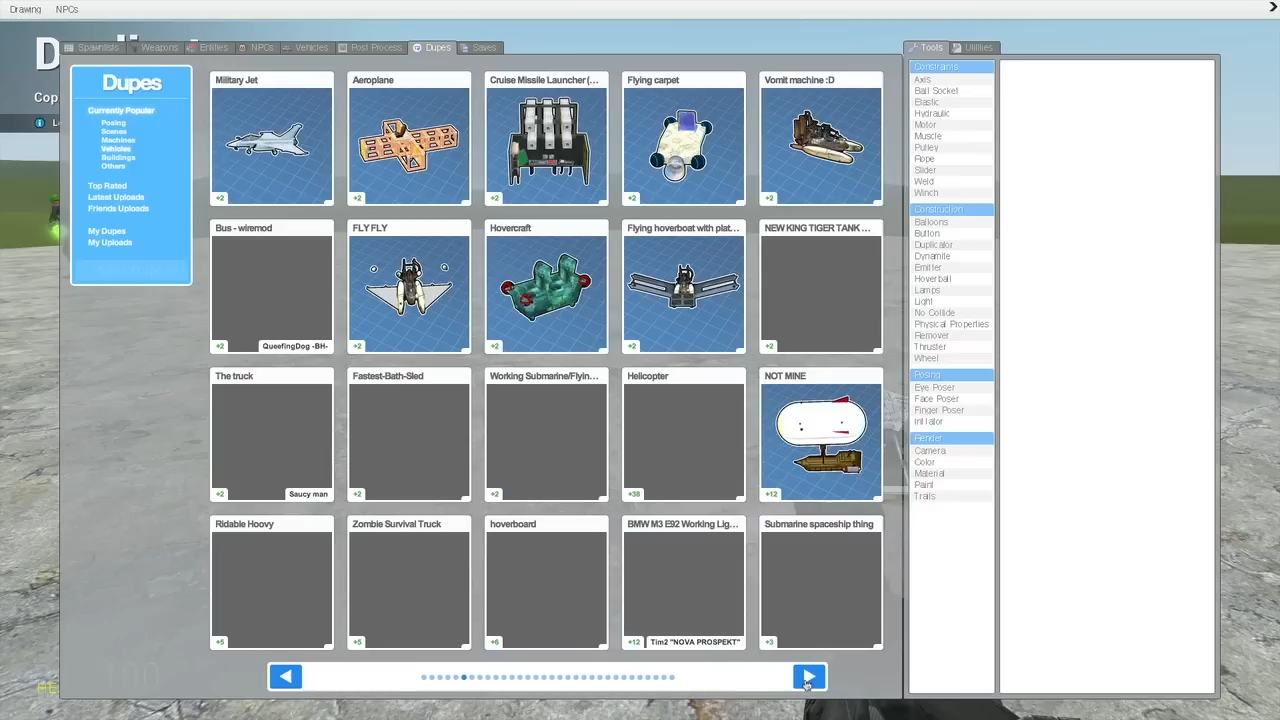 Drawing NPCs
Spawnlists Weapons Entities NPCs Vehicles Post Process Dupes Saves
Tools Utilities
Dupes
Currently Popular
Posing
Scenes
Machines
Vehicles
Buildings
Others
Top Rated
Latest Uploads
Friends Uploads
My Dupes
My Uploads
Military Jet
+2
Aeroplane
+2
Cruise Missile Launcher (...
+2
Flying carpet
+2
Vomit machine :D
+2
Bus - wiremod
+2 QueefingDog -BH-
FLY FLY
+2
Hovercraft
+2
Flying hoverboat with plat...
+2
NEW KING TIGER TANK ...
+2
The truck
+2 Saucy man
Fastest-Bath-Sled
+2
Working Submarine/Flyin...
+2
Helicopter
+38
NOT MINE
+12
Ridable Hoovy
+5
Zombie Survival Truck
+5
hoverboard
+6
BMW M3 E92 Working Lig...
+12 Tim2 "NOVA PROSPEKT"
Submarine spaceship thing
+3
Constraints
Axis
Ball Socket
Elastic
Hydraulic
Motor
Muscle
Pulley
Rope
Slider
Weld
Winch
Construction
Balloons
Button
Duplicator
Dynamite
Emitter
Hoverball
Lamps
Light
No Collide
Physical Properties
Remover
Thruster
Wheel
Posing
Eye Poser
Face Poser
Finger Poser
Inflator
Render
Camera
Color
Material
Paint
Trails